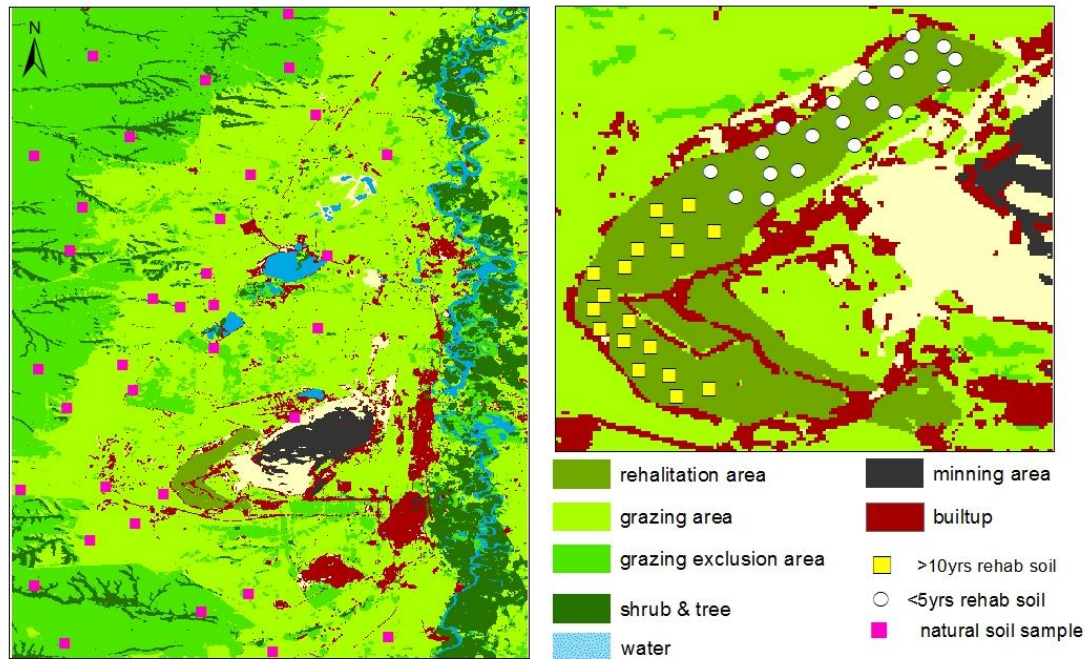 N
rehalitation area
grazing area
grazing exclusion area
shrub & tree
water
minning area
builtup
>10yrs rehab soil
<5yrs rehab soil
natural soil sample